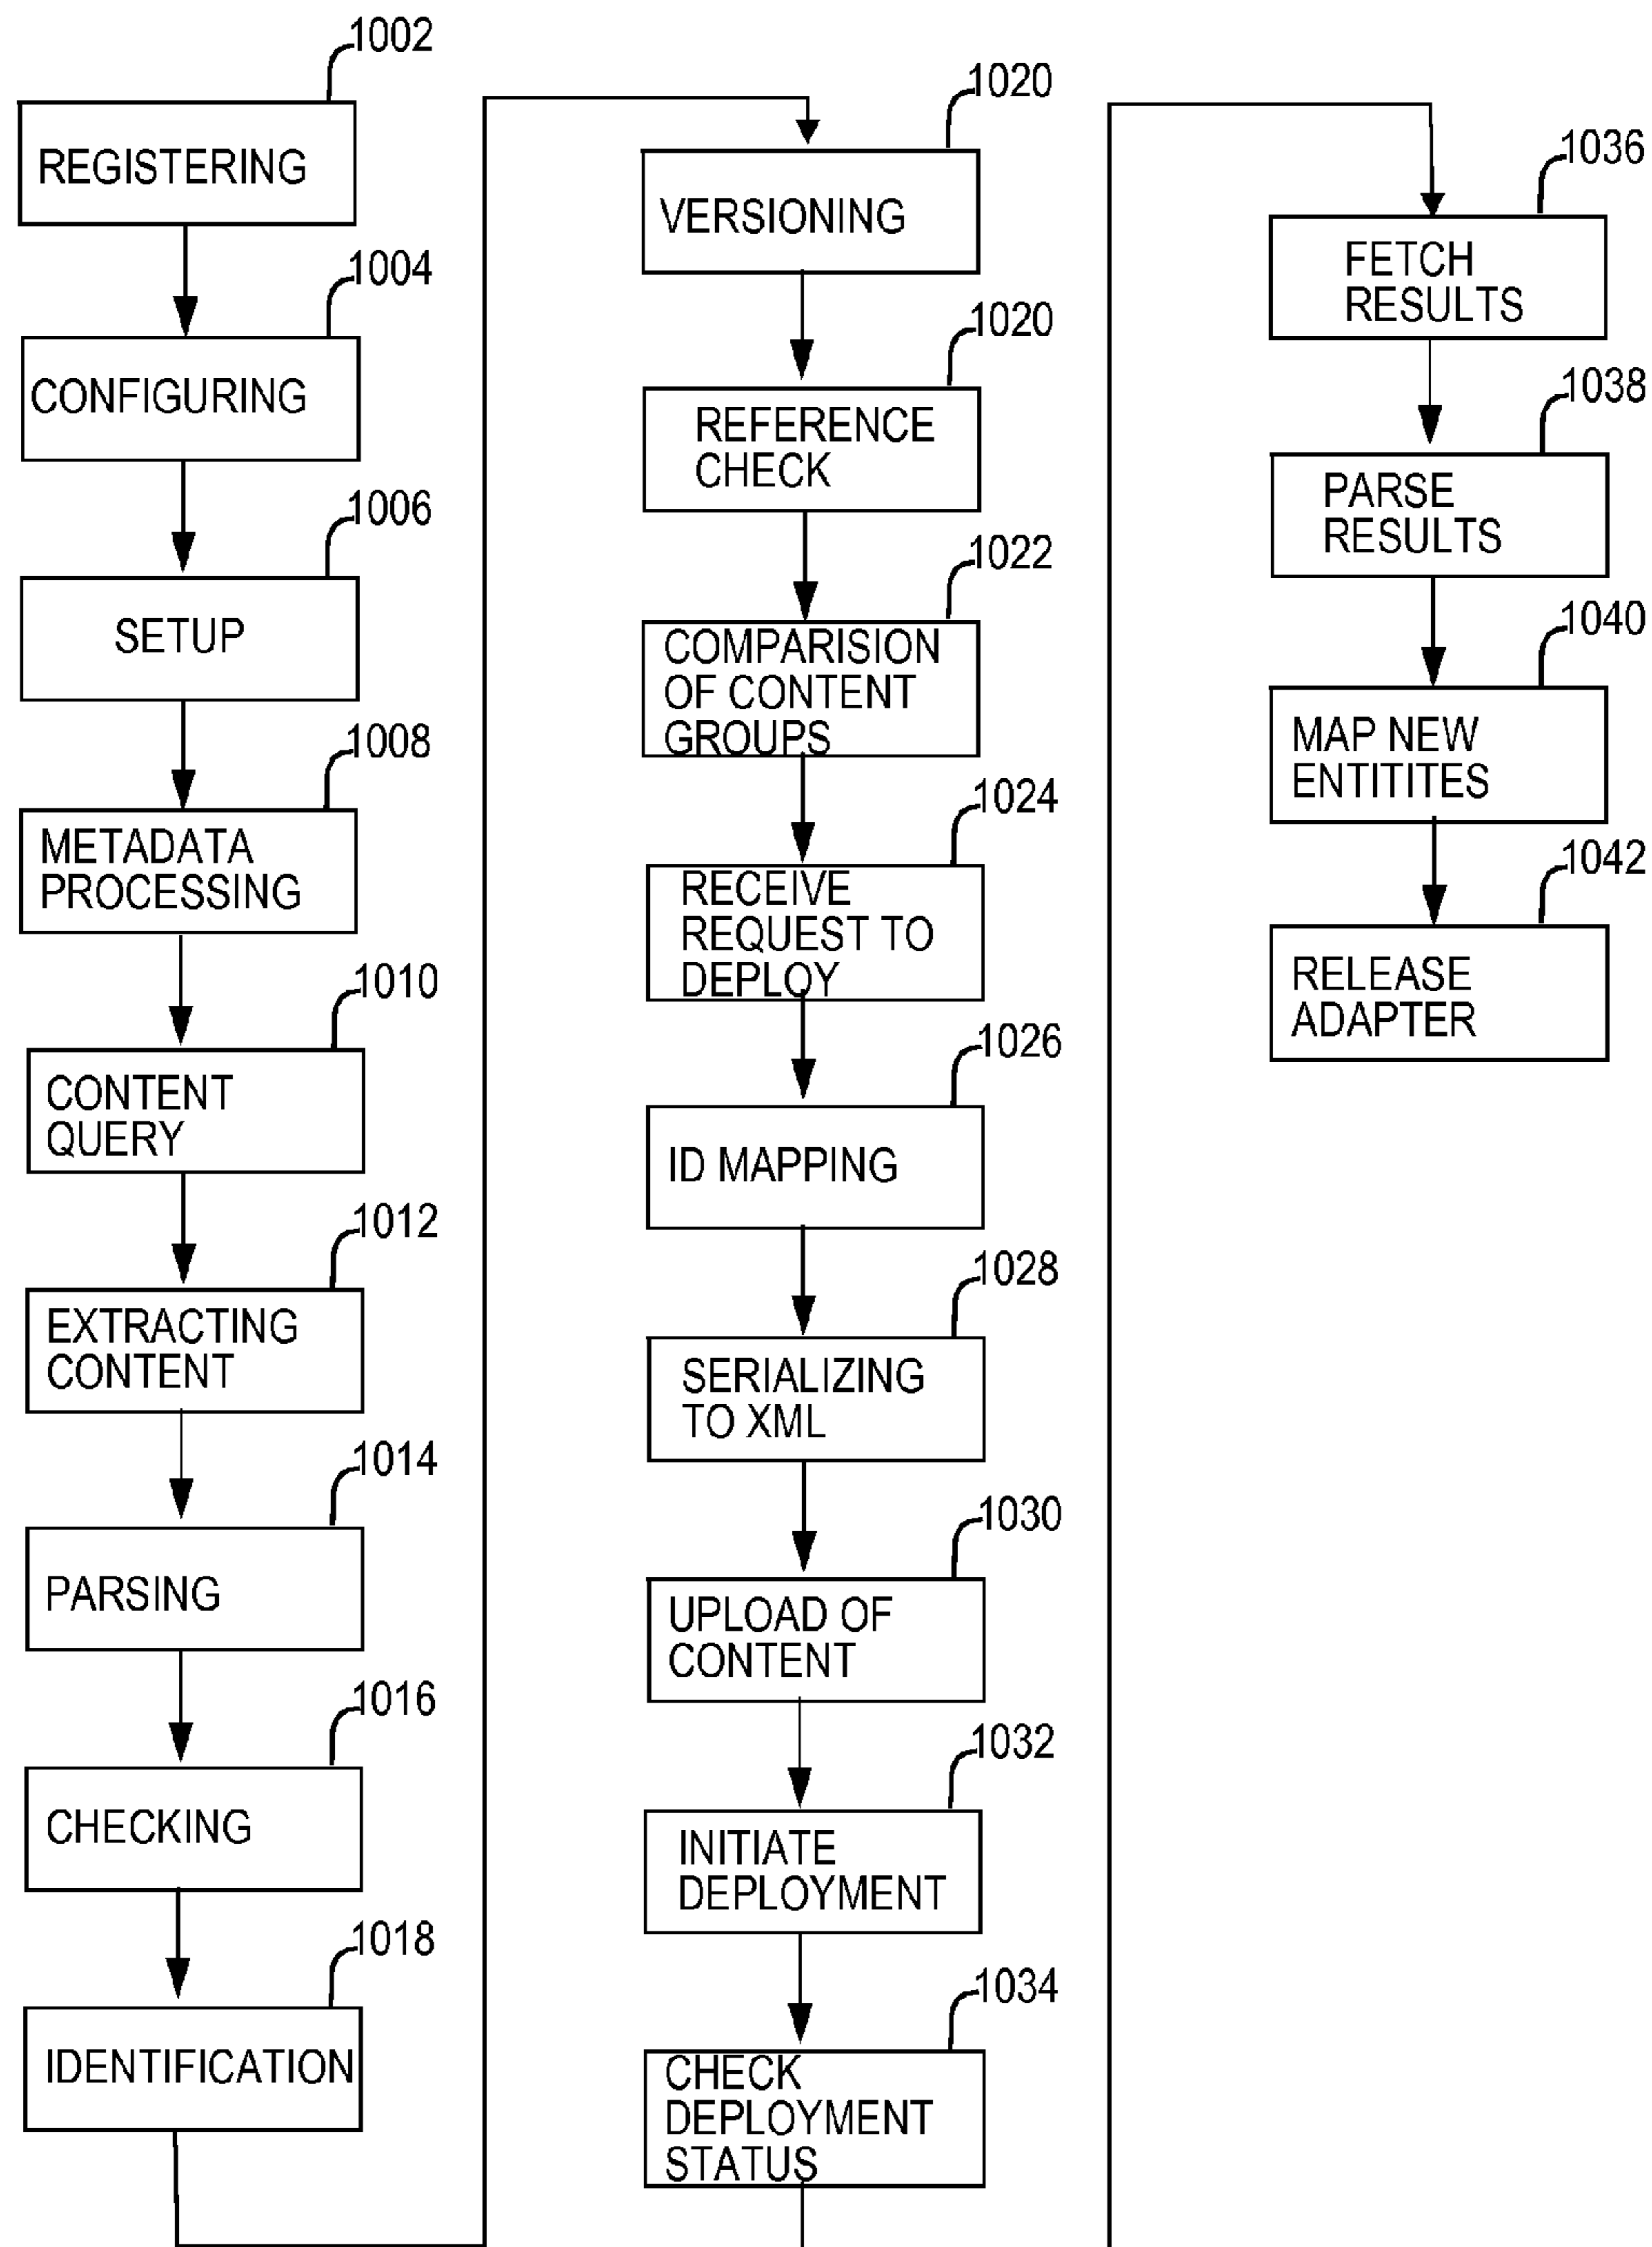 1002
REGISTERING
1004
CONFIGURING
1006
SETUP
1008
METADATA
PROCESSING
1010
CONTENT
QUERY
1012
EXTRACTING
CONTENT
1014
PARSING
1016
CHECKING
1018
IDENTIFICATION
1020
VERSIONING
1020
REFERENCE
CHECK
1022
COMPARISION
OF CONTENT
GROUPS
1024
RECEIVE
REQUEST TO
DEPLOY
1026
ID MAPPING
1028
SERIALIZING
TO XML
1030
UPLOAD OF
CONTENT
1032
INITIATE
DEPLOYMENT
1034
CHECK
DEPLOYMENT
STATUS
1036
FETCH
RESULTS
1038
PARSE
RESULTS
1040
MAP NEW
ENTITITES
1042
RELEASE
ADAPTER